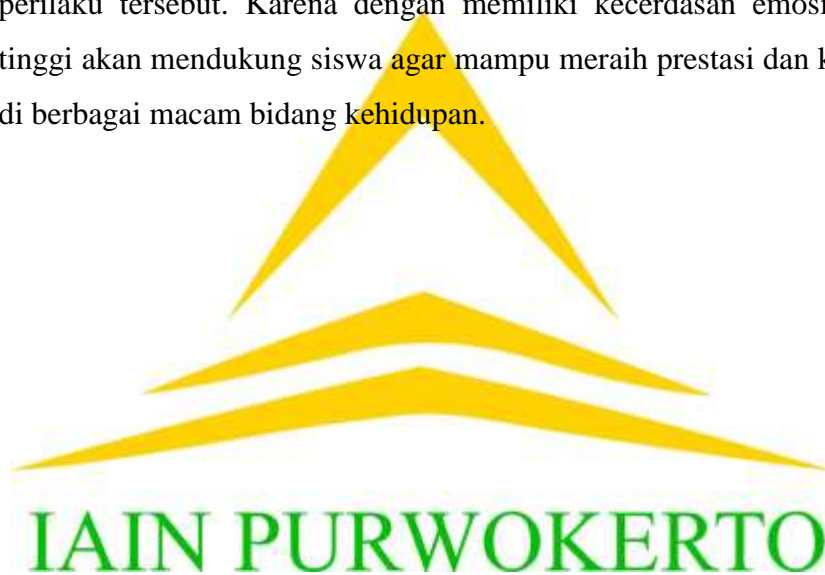 perilaku tersebut. Karena dengan memiliki kecerdasan emosi
tinggi akan mendukung siswa agar mampu meraih prestasi dan k
di berbagai macam bidang kehidupan.
IAIN PURWOKERTO